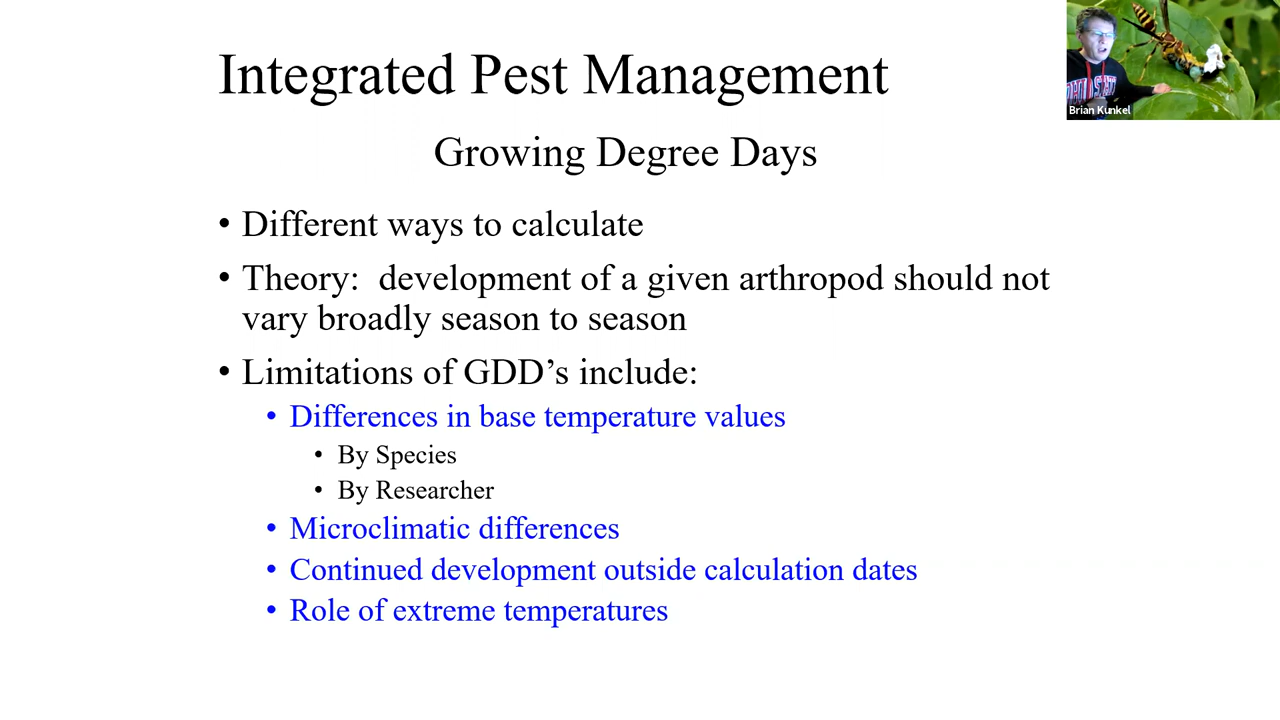 Integrated Pest Management
Brian Kunkel
Growing Degree Days
• Different ways to calculate
• Theory:  development of a given arthropod should not
vary broadly season to season
• Limitations of GDD’s include:
• Differences in base temperature values
• By Species
• By Researcher
• Microclimatic differences
• Continued development outside calculation dates
• Role of extreme temperatures